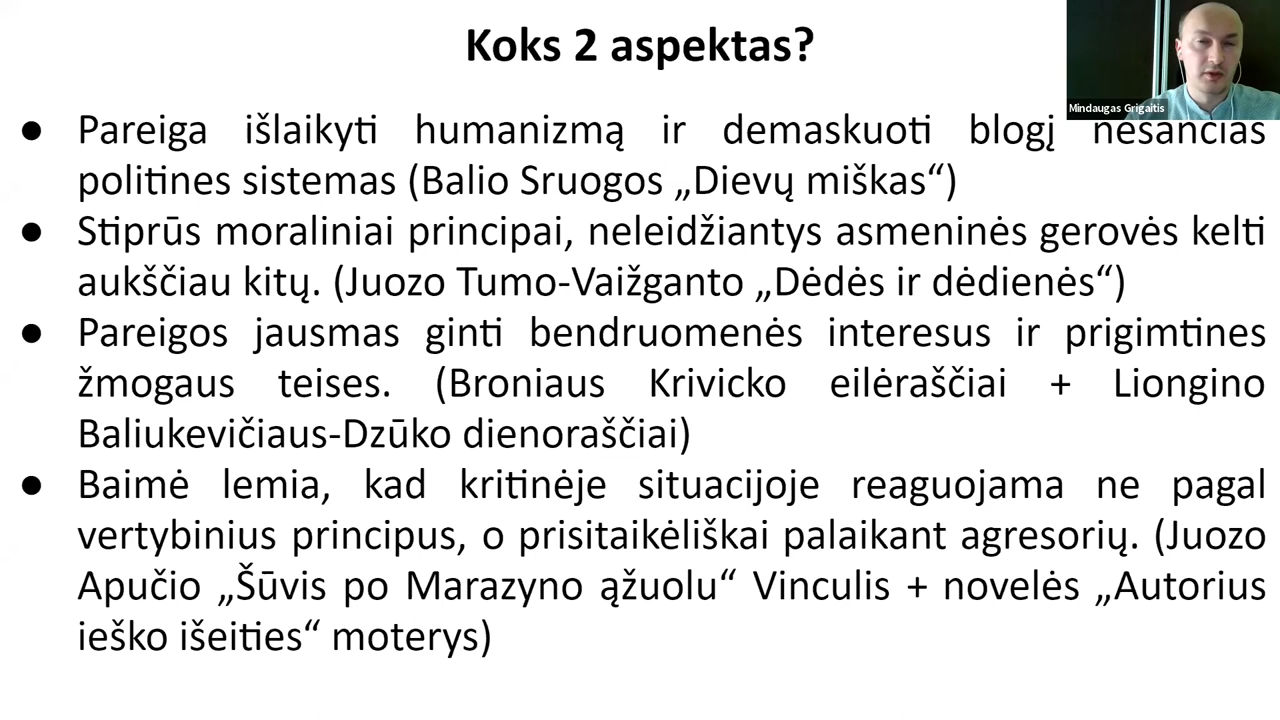 Koks 2 aspektas?
Mindaugas Grigaitis
● Pareiga išlaikyti humanizmą ir demaskuoti blogį nešančias
politines sistemas (Balio Sruogos „Dievų miškas“)
● Stiprūs moraliniai principai, neleidžiantys asmeninės gerovės kelti
aukščiau kitų. (Juozo Tumo-Vaižganto „Dėdės ir dėdienės“)
● Pareigos jausmas ginti bendruomenės interesus ir prigimtines
žmogaus teises. (Broniaus Krivicko eilėraščiai + Liongino
Baliukevičiaus-Dzūko dienoraščiai)
● Baimė lemia, kad kritinėje situacijoje reaguojama ne pagal
vertybinius principus, o prisitaikėliškai palaikant agresorių. (Juozo
Apučio „Šūvis po Marazyno ąžuolu“ Vinculis + novelės „Autorius
ieško išeities“ moterys)